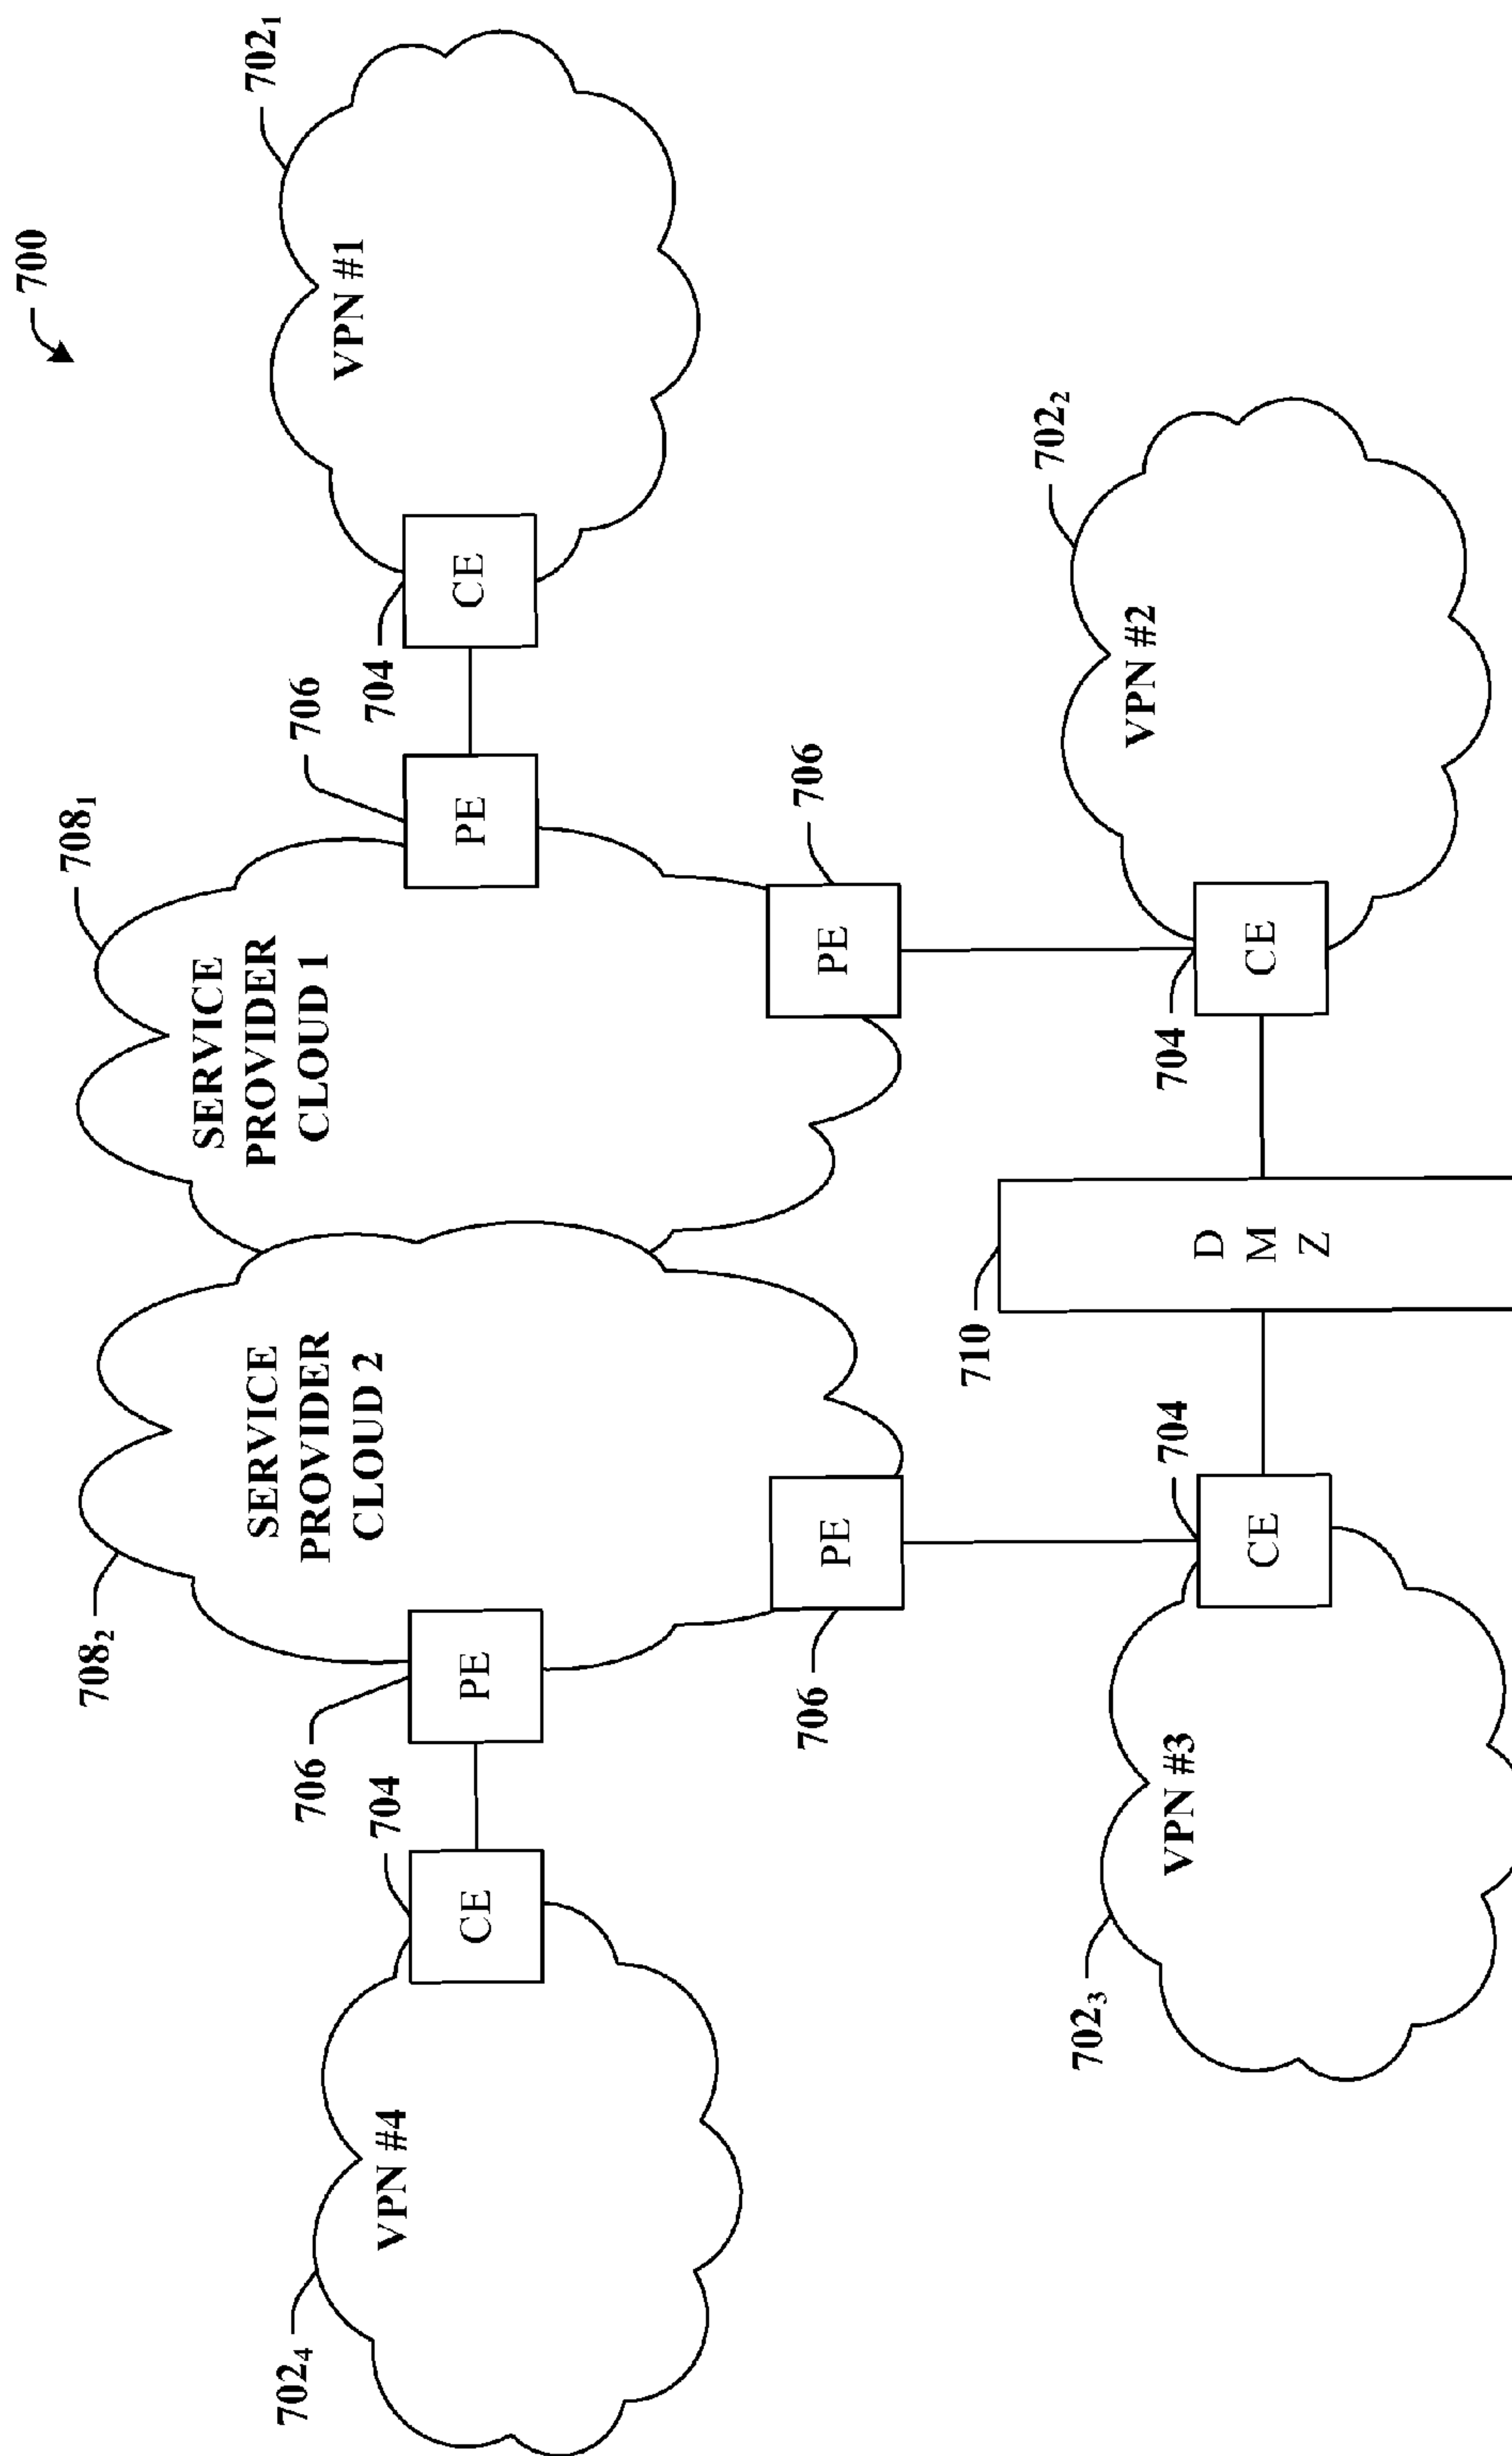 700
708₂
708₁
SERVICE
PROVIDER
CLOUD 2
SERVICE
PROVIDER
CLOUD 1
702₁
702₄
706
706
VPN #4
704
704
VPN #1
CE
PE
PE
CE
706
706
PE
PE
710
702₃
702₂
VPN #3
704
704
VPN #2
CE
D
M
Z
CE